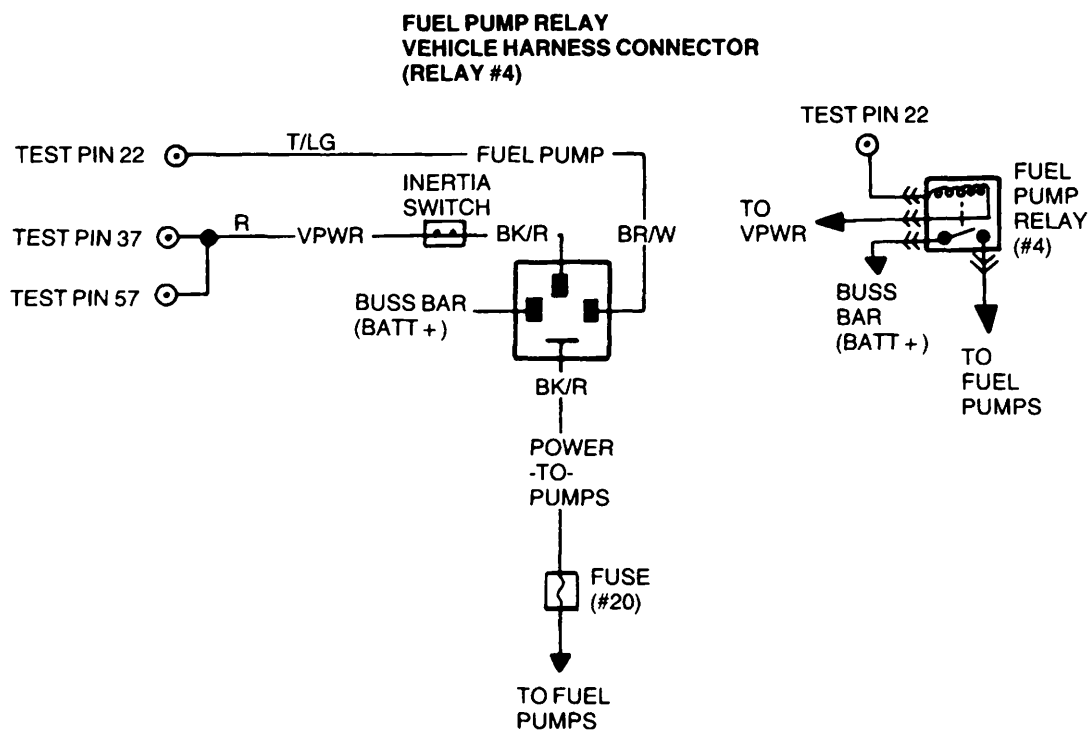 FUEL PUMP RELAY
VEHICLE HARNESS CONNECTOR
(RELAY #4)
TEST PIN 22
T/LG
FUEL PUMP
INERTIA
SWITCH
TEST PIN 37
R
VPWR
BK/R
BR/W
TEST PIN 57
BUSS BAR
(BATT +)
BK/R
POWER
-TO-
PUMPS
FUSE
(#20)
TO FUEL
PUMPS
TEST PIN 22
FUEL
PUMP
RELAY
(#4)
TO
VPWR
BUSS
BAR
(BATT +)
TO
FUEL
PUMPS